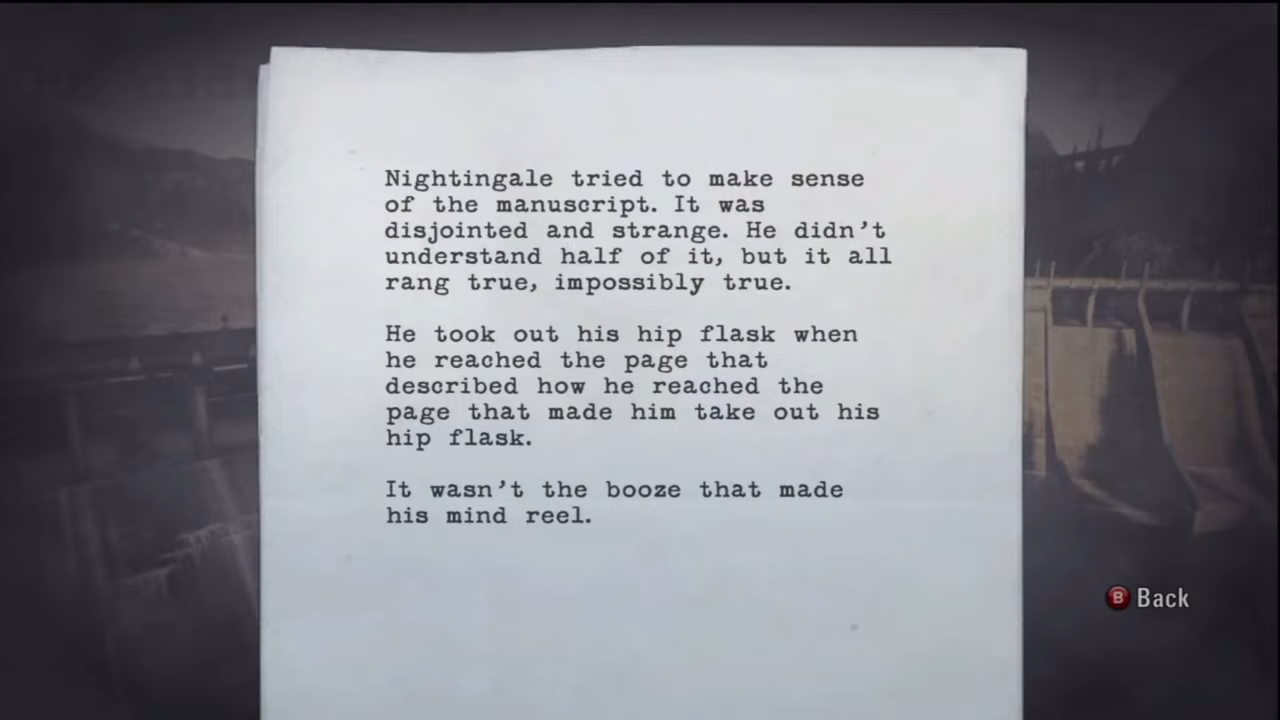 Nightingale tried to make sense
of the manuscript. It was
disjointed and strange. He didn't
understand half of it, but it all
rang true, impossibly true.
He took out his hip flask when
he reached the page that
described how he reached the
page that made him take out his
hip flask.
It wasn't the booze that made
his mind reel.
B Back